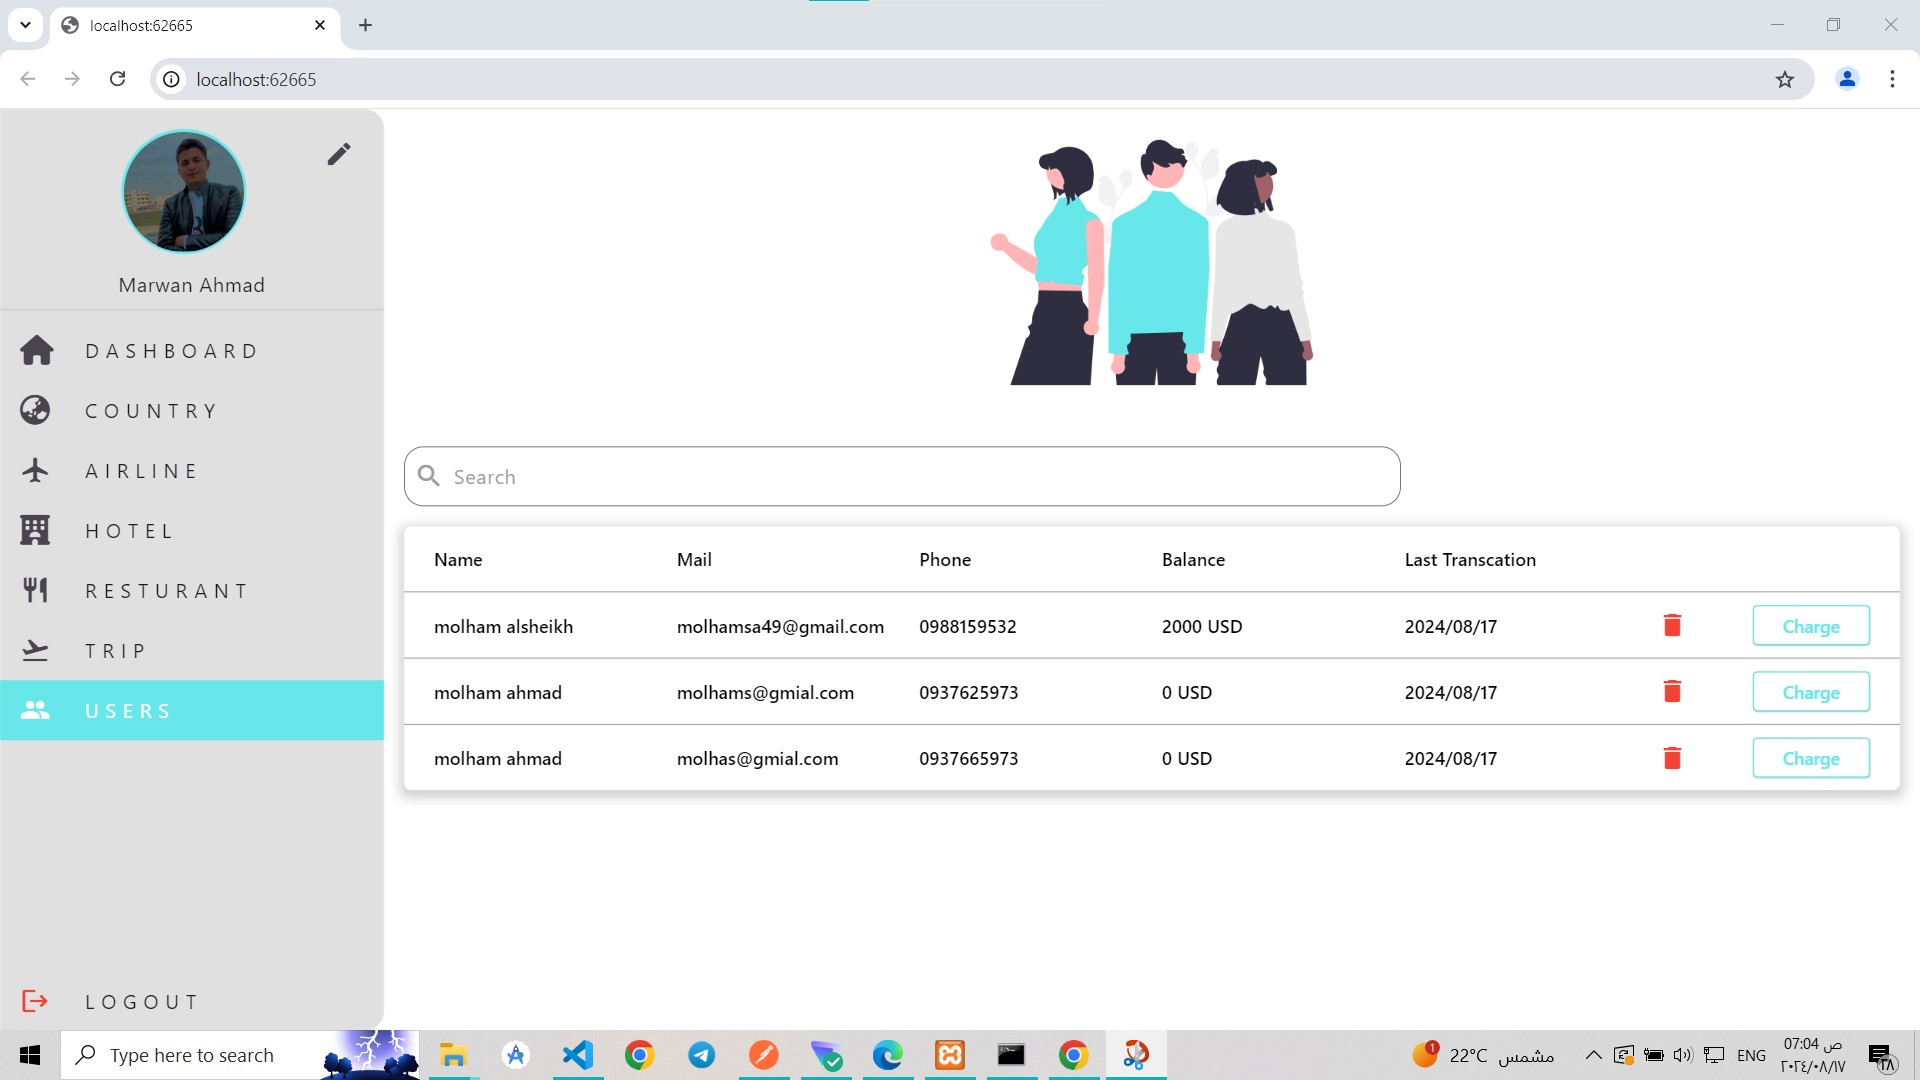 localhost:62665
localhost:62665
Marwan Ahmad
DASHBOARD
COUNTRY
AIRLINE
HOTEL
RESTURANT
TRIP
USERS
LOGOUT
Search
Name Mail Phone Balance Last Transcation
molham alsheikh molhamsa49@gmail.com 0988159532 2000 USD 2024/08/17 Charge
molham ahmad molhams@gmial.com 0937625973 0 USD 2024/08/17 Charge
molham ahmad molhas@gmial.com 0937665973 0 USD 2024/08/17 Charge
Type here to search
1
22°C مشمس
ENG
07:04 ص
٢٠٢٤/٠٨/١٧
٢٨